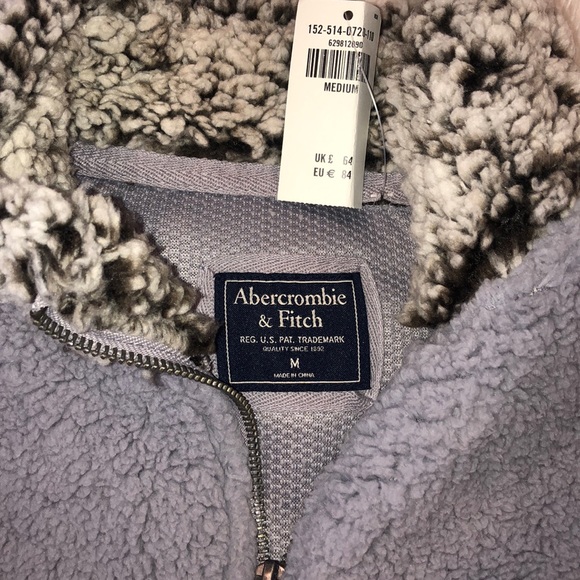 152-514-0720-110
629812090
MEDIUM
UK £ 64
EU € 84
Abercrombie
& Fitch
REG. U.S. PAT. TRADEMARK
QUALITY SINCE 1892
M
MADE IN CHINA